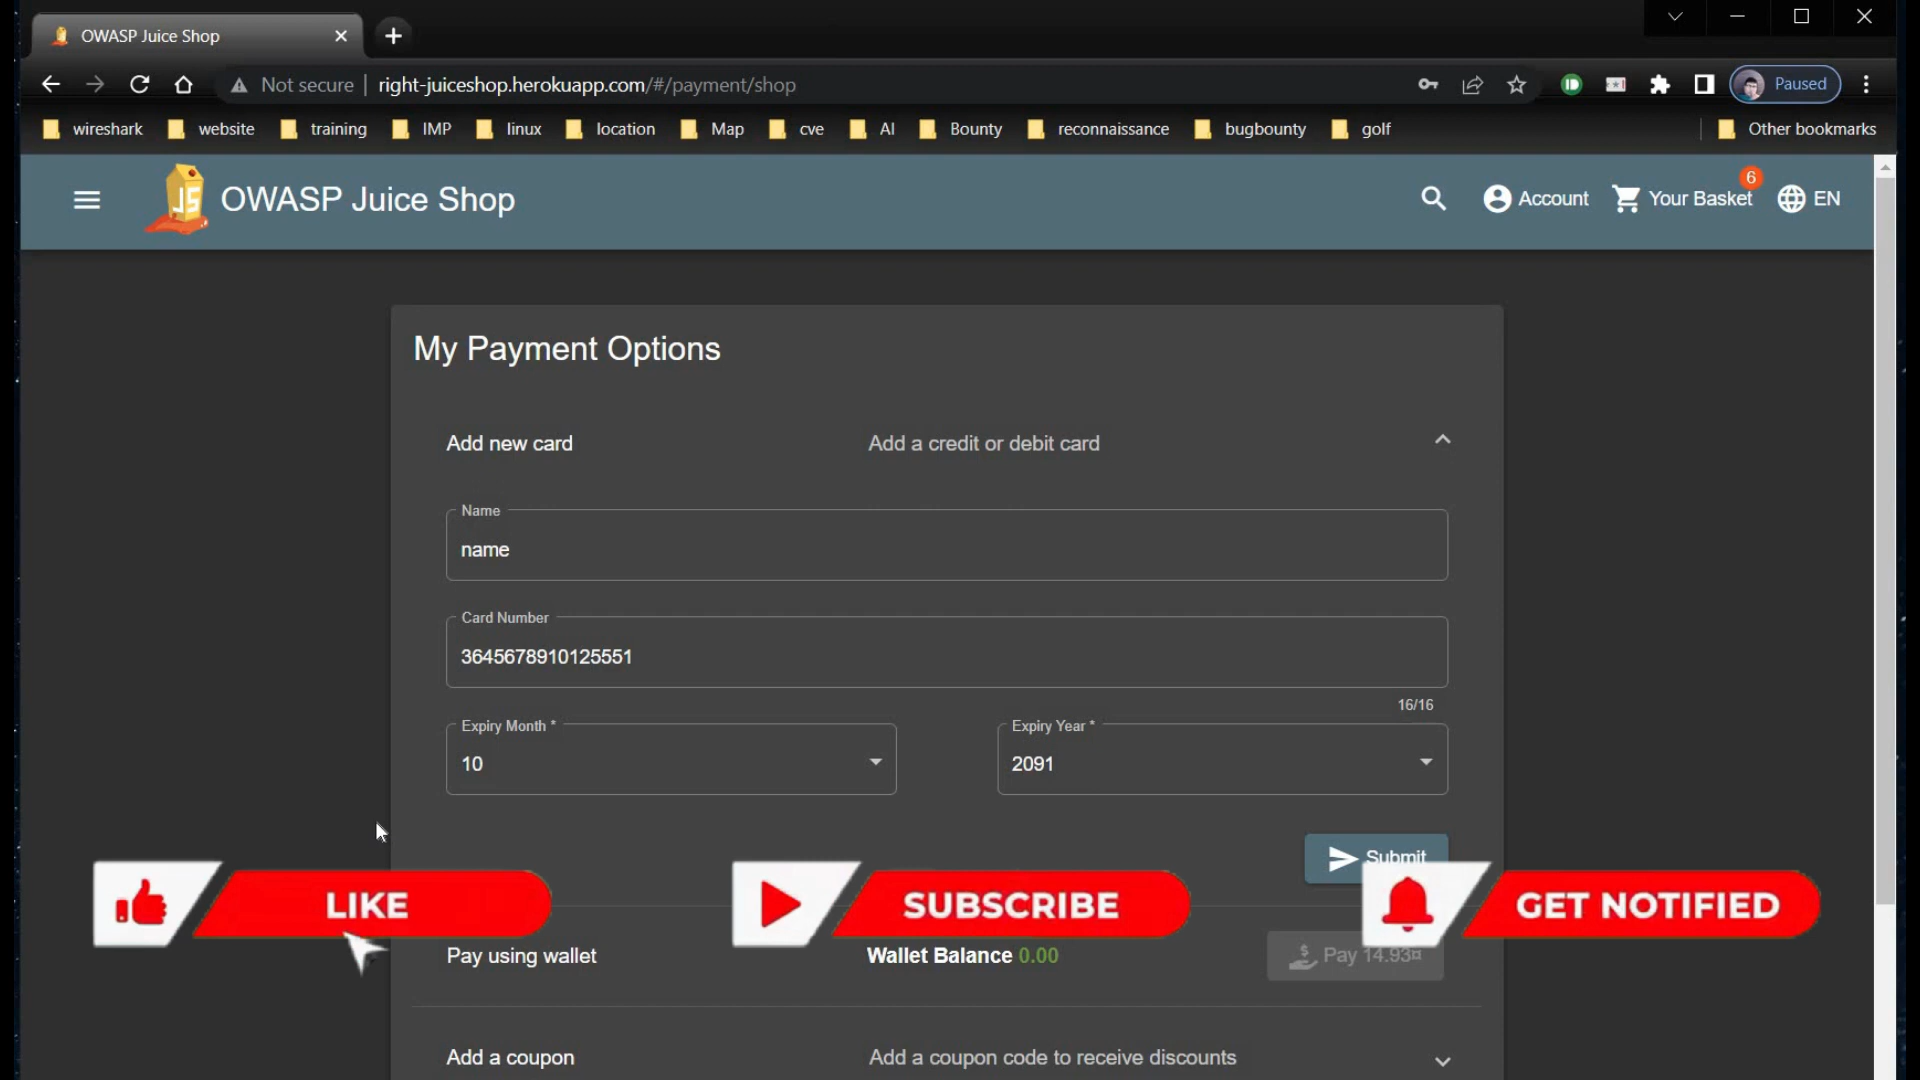 OWASP Juice Shop
Not secure right-juiceshop.herokuapp.com/#/payment/shop Paused
wireshark website training IMP linux location Map cve AI Bounty reconnaissance bugbounty golf Other bookmarks
JS OWASP Juice Shop Account Your Basket 6 EN
My Payment Options
Add new card Add a credit or debit card
Name
name
Card Number
3645678910125551
16/16
Expiry Month * Expiry Year *
10 2091
Submit
LIKE SUBSCRIBE GET NOTIFIED
Pay using wallet Wallet Balance 0.00 Pay 14.93¤
Add a coupon Add a coupon code to receive discounts